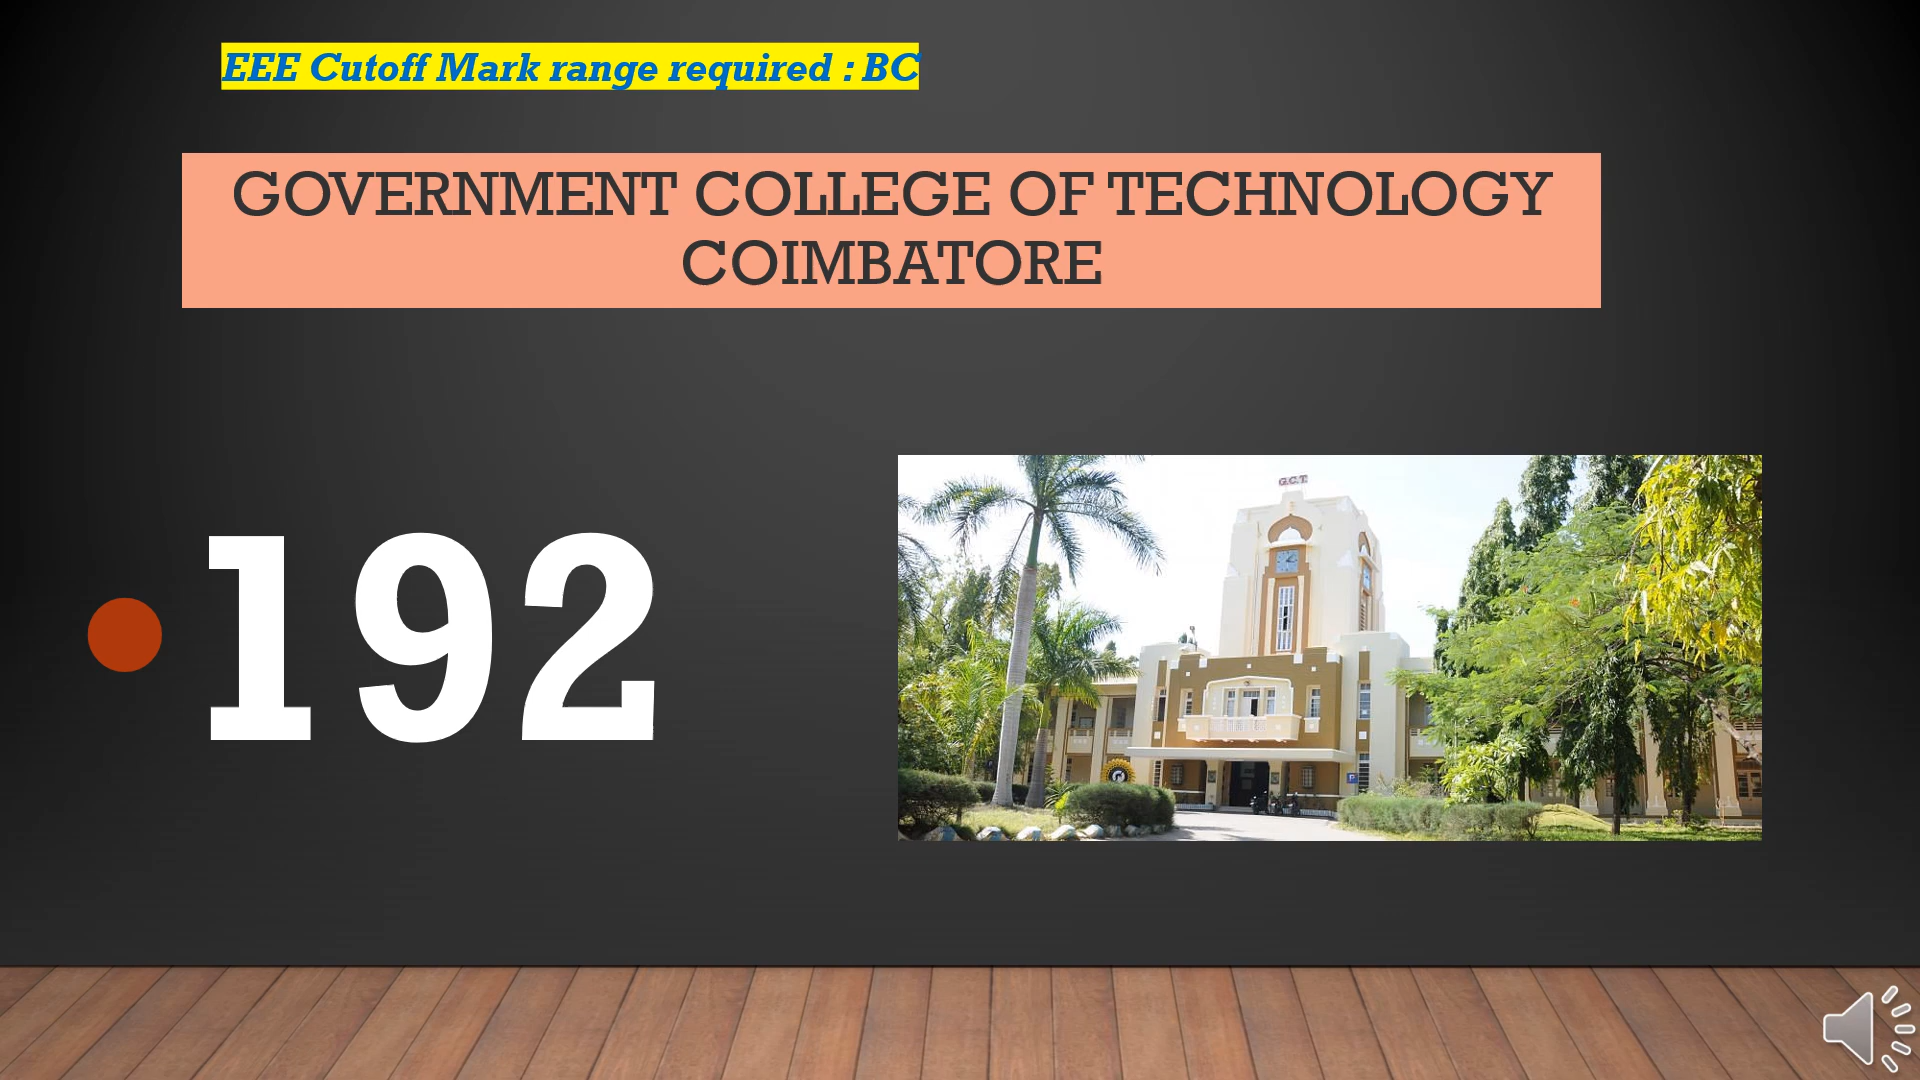 EEE Cutoff Mark range required : BC
GOVERNMENT COLLEGE OF TECHNOLOGY
COIMBATORE
192
G.C.T.
P